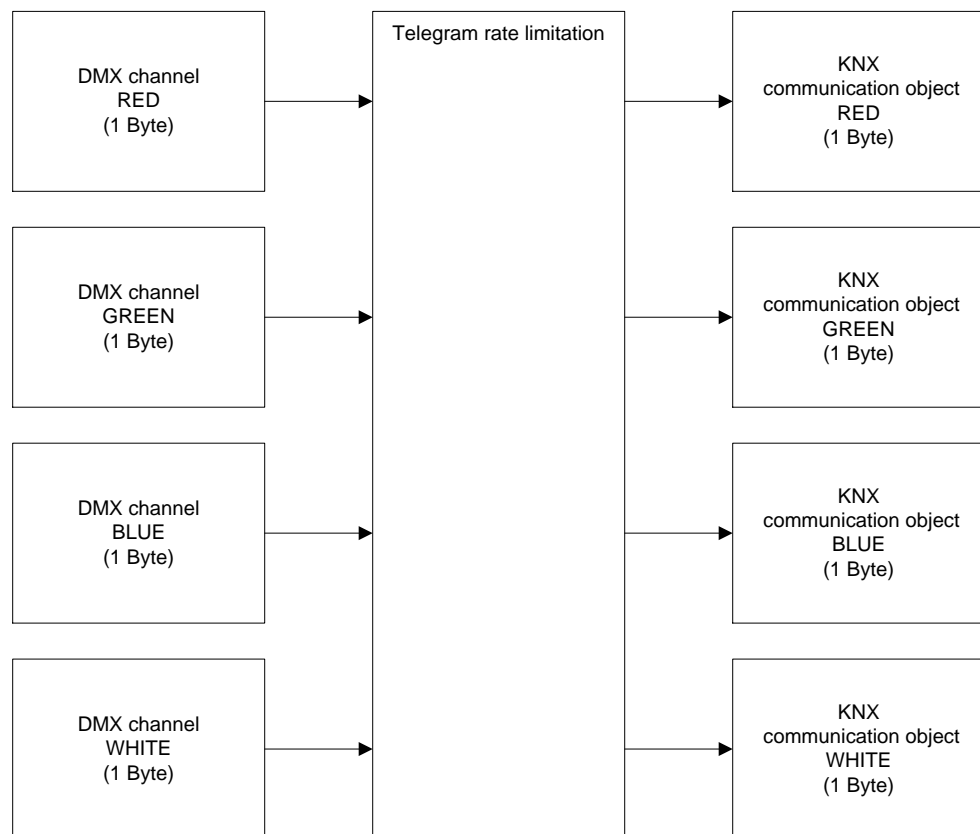 Telegram rate limitation
DMX channel
RED
(1 Byte)
KNX
communication object
RED
(1 Byte)
DMX channel
GREEN
(1 Byte)
KNX
communication object
GREEN
(1 Byte)
DMX channel
BLUE
(1 Byte)
KNX
communication object
BLUE
(1 Byte)
DMX channel
WHITE
(1 Byte)
KNX
communication object
WHITE
(1 Byte)